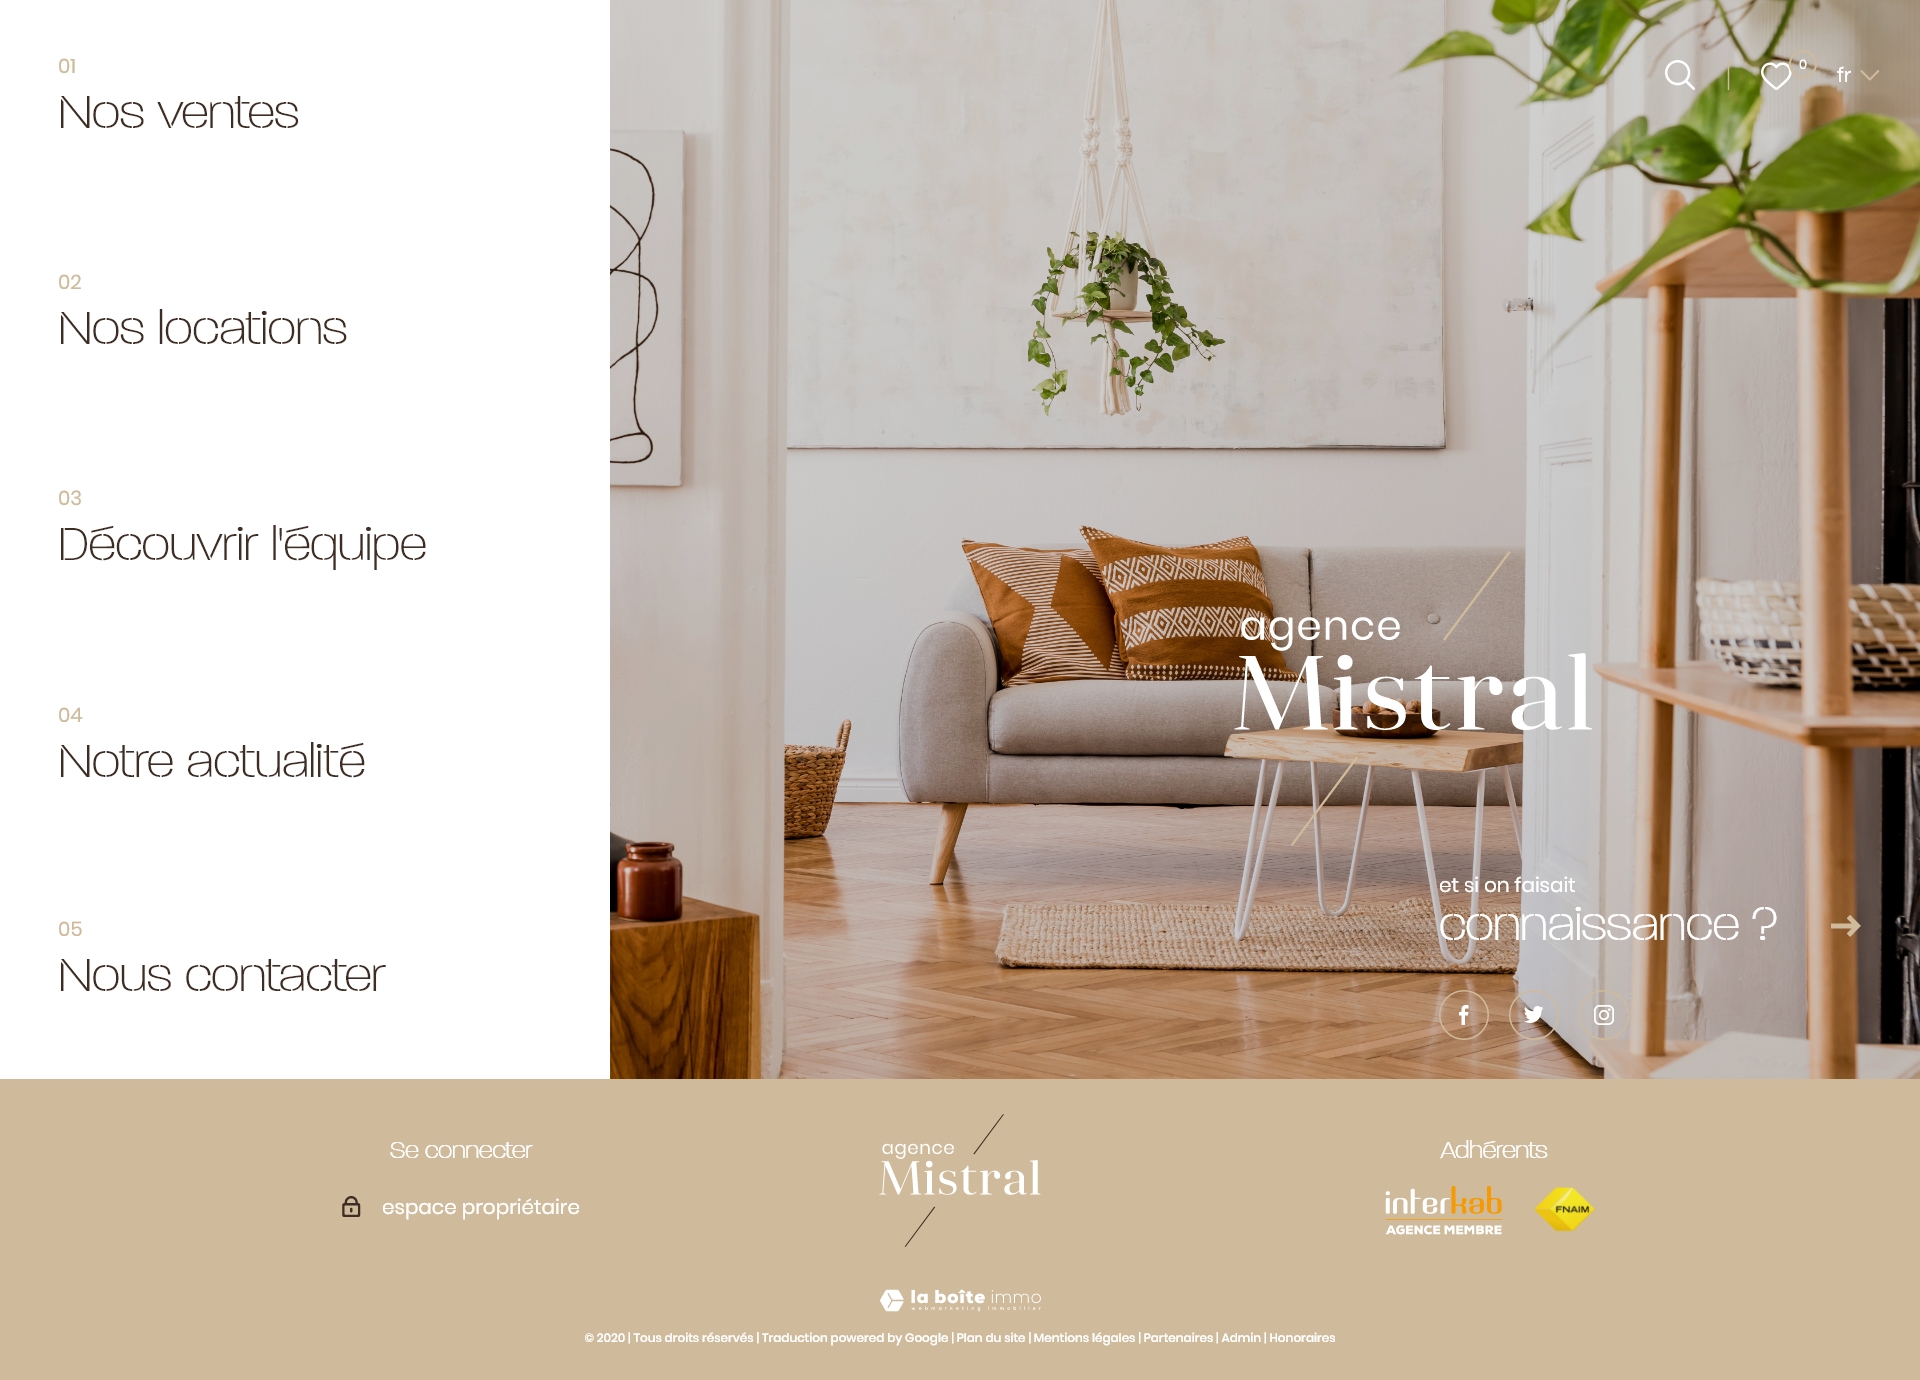 01
Nos ventes
02
Nos locations
03
Découvrir l'équipe
04
Notre actualité
05
Nous contacter
0
fr
agence
Mistral
et si on faisait
connaissance ?
Se connecter
espace propriétaire
agence
Mistral
Adhérents
interkab
AGENCE MEMBRE
FNAIM
la boîte immo
webmarketing immobilier
© 2020 | Tous droits réservés | Traduction powered by Google | Plan du site | Mentions légales | Partenaires | Admin | Honoraires